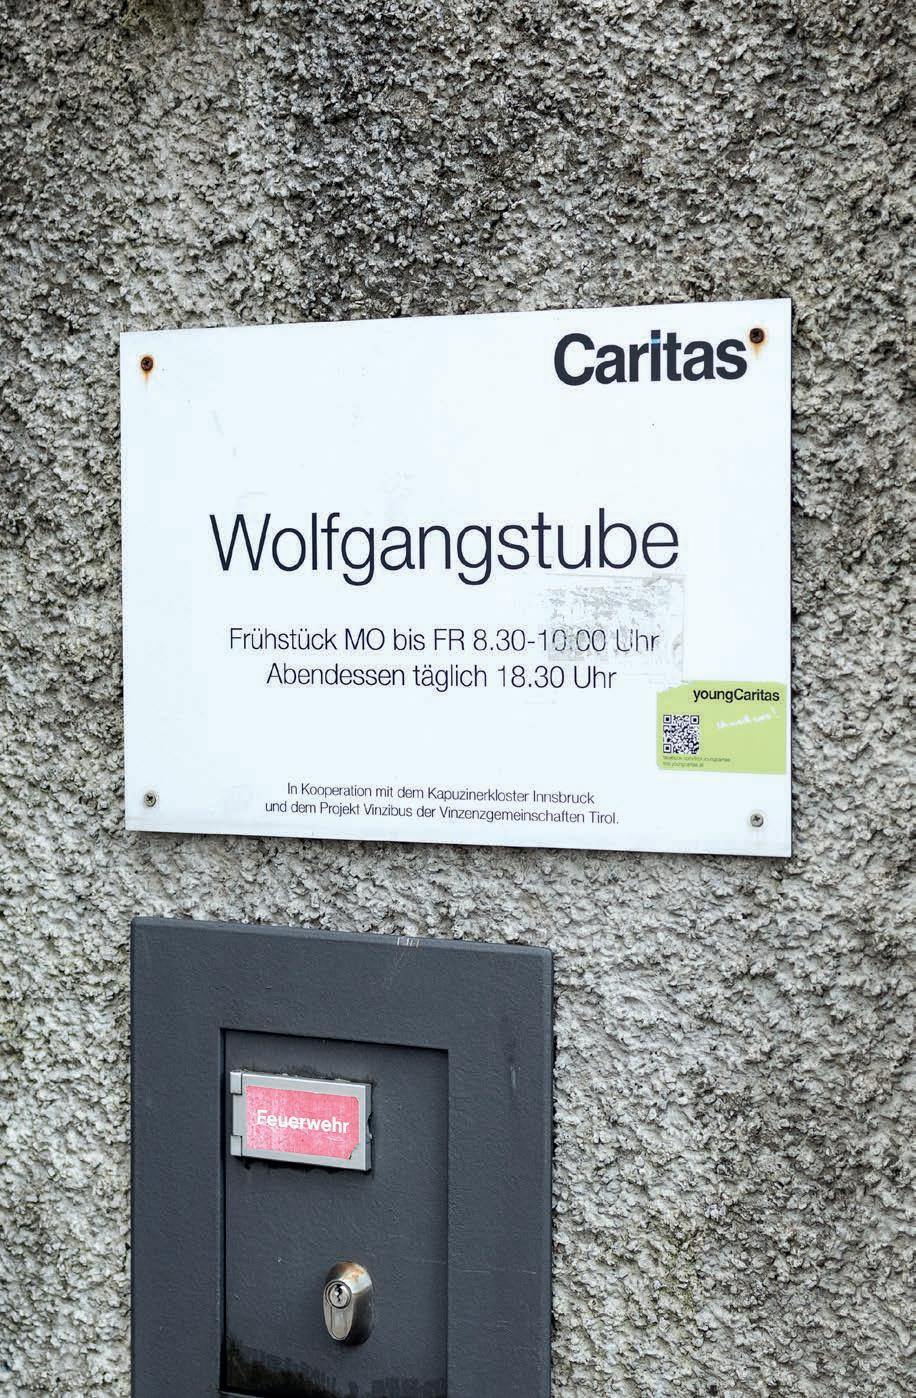 Caritas
Wolfgangstube
Frühstück MO bis FR 8.30-10.00 Uhr
Abendessen täglich 18.30 Uhr
youngCaritas
In Kooperation mit dem Kapuzinerkloster Innsbruck
und dem Projekt Vinzibus der Vinzenzgemeinschaften Tirol.
Feuerwehr